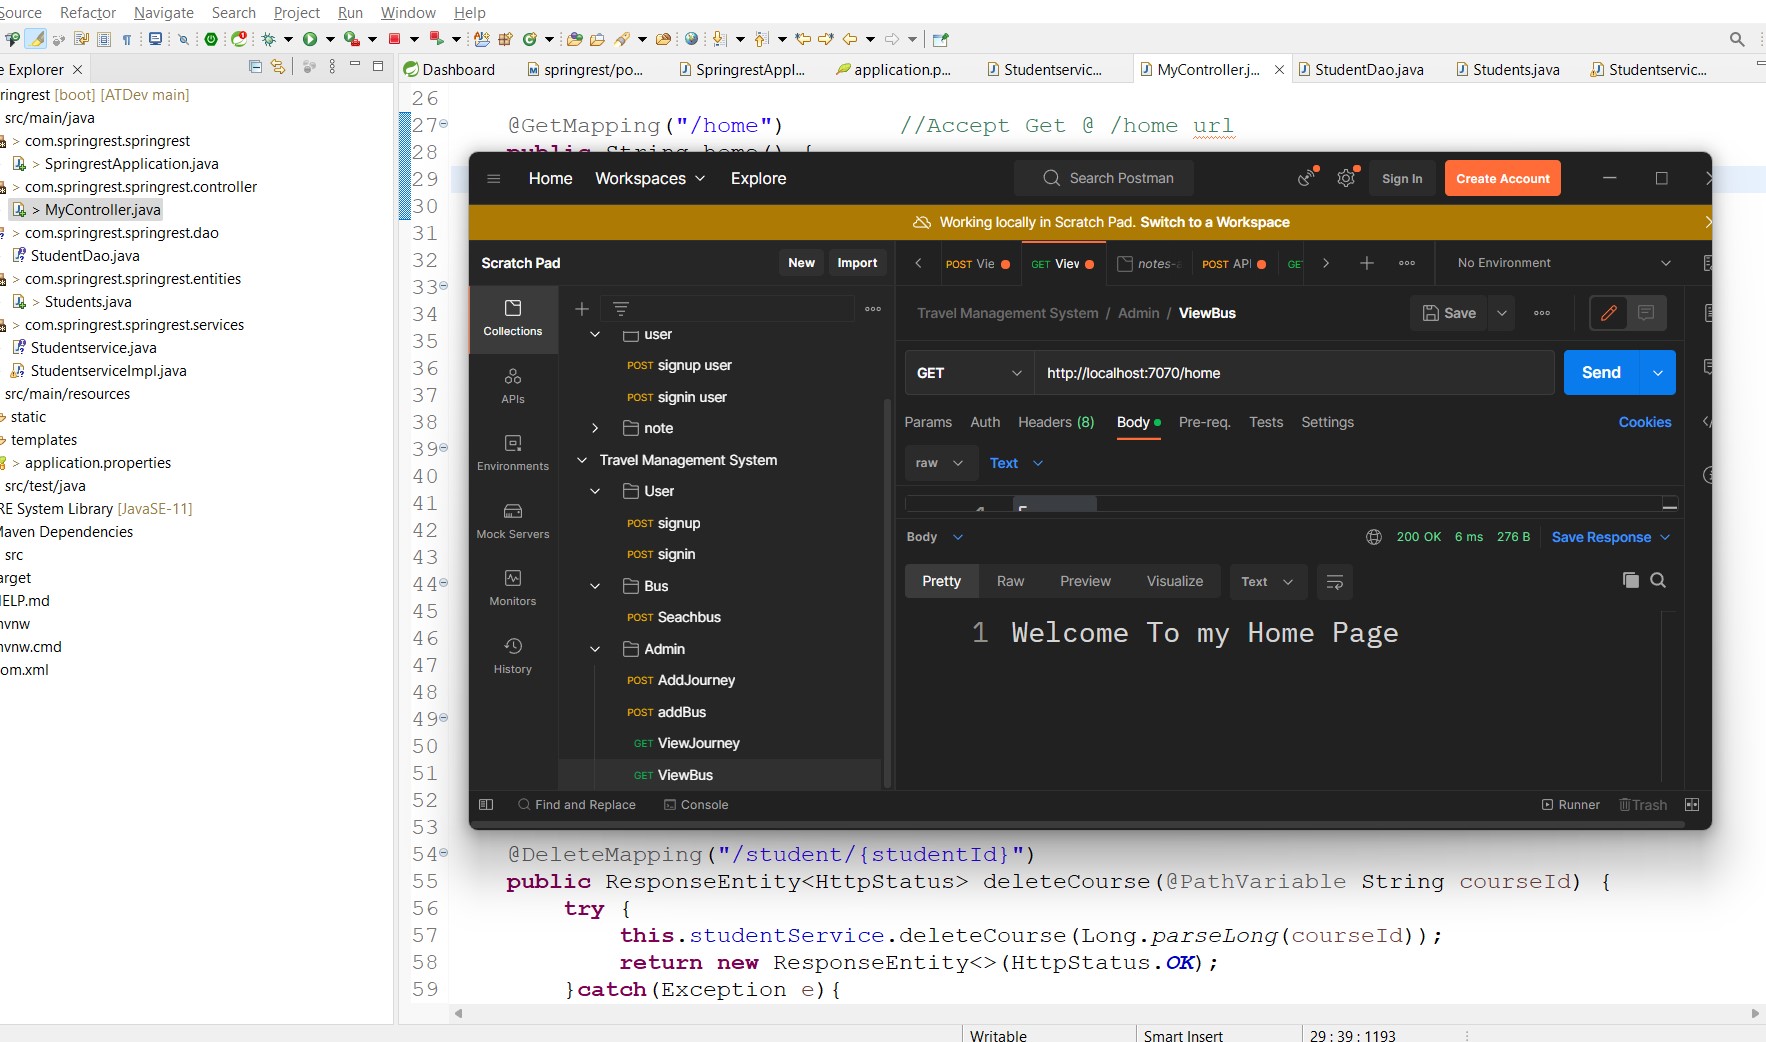 Source Refactor Navigate Search Project Run Window Help
e Explorer
Dashboard springrest/po... SpringrestAppl... application.p... Studentservic... MyController.j... StudentDao.java Students.java Studentservic...
ringrest [boot] [ATDev main]
src/main/java
> com.springrest.springrest
> SpringrestApplication.java
> com.springrest.springrest.controller
> MyController.java
> com.springrest.springrest.dao
StudentDao.java
> com.springrest.springrest.entities
> Students.java
> com.springrest.springrest.services
Studentservice.java
StudentserviceImpl.java
src/main/resources
static
templates
> application.properties
src/test/java
RE System Library [JavaSE-11]
Maven Dependencies
src
arget
HELP.md
nvnw
nvnw.cmd
om.xml
26
27 @GetMapping("/home") //Accept Get @ /home url
28 public String home() {
29
30
31
32
33
34
35
36
37
38
39
40
41
42
43
44
45
46
47
48
49
50
51
52
53
54 @DeleteMapping("/student/{studentId}")
55 public ResponseEntity<HttpStatus> deleteCourse(@PathVariable String courseId) {
56 try {
57 this.studentService.deleteCourse(Long.parseLong(courseId));
58 return new ResponseEntity<>(HttpStatus.OK);
59 }catch(Exception e){
Home Workspaces Explore Search Postman Sign In Create Account
Working locally in Scratch Pad. Switch to a Workspace
Scratch Pad New Import
POST Vie GET View notes-a POST API GET No Environment
Collections
APIs
Environments
Mock Servers
Monitors
History
user
POST signup user
POST signin user
note
Travel Management System
User
POST signup
POST signin
Bus
POST Seachbus
Admin
POST AddJourney
POST addBus
GET ViewJourney
GET ViewBus
Travel Management System / Admin / ViewBus Save
GET http://localhost:7070/home Send
Params Auth Headers (8) Body Pre-req. Tests Settings Cookies
raw Text
Body 200 OK 6 ms 276 B Save Response
Pretty Raw Preview Visualize Text
1 Welcome To my Home Page
Find and Replace Console Runner Trash
Writable Smart Insert 29 : 39 : 1193